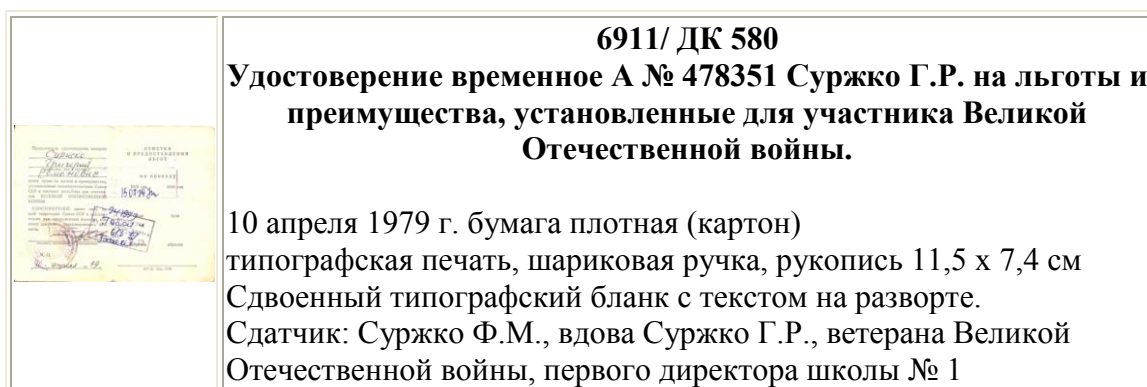 6911/ ДК 580
Удостоверение временное А № 478351 Суржко Г.Р. на льготы и
преимущества, установленные для участника Великой
Отечественной войны.
10 апреля 1979 г. бумага плотная (картон)
типографская печать, шариковая ручка, рукопись 11,5 х 7,4 см
Сдвоенный типографский бланк с текстом на разворте.
Сдатчик: Суржко Ф.М., вдова Суржко Г.Р., ветерана Великой
Отечественной войны, первого директора школы № 1